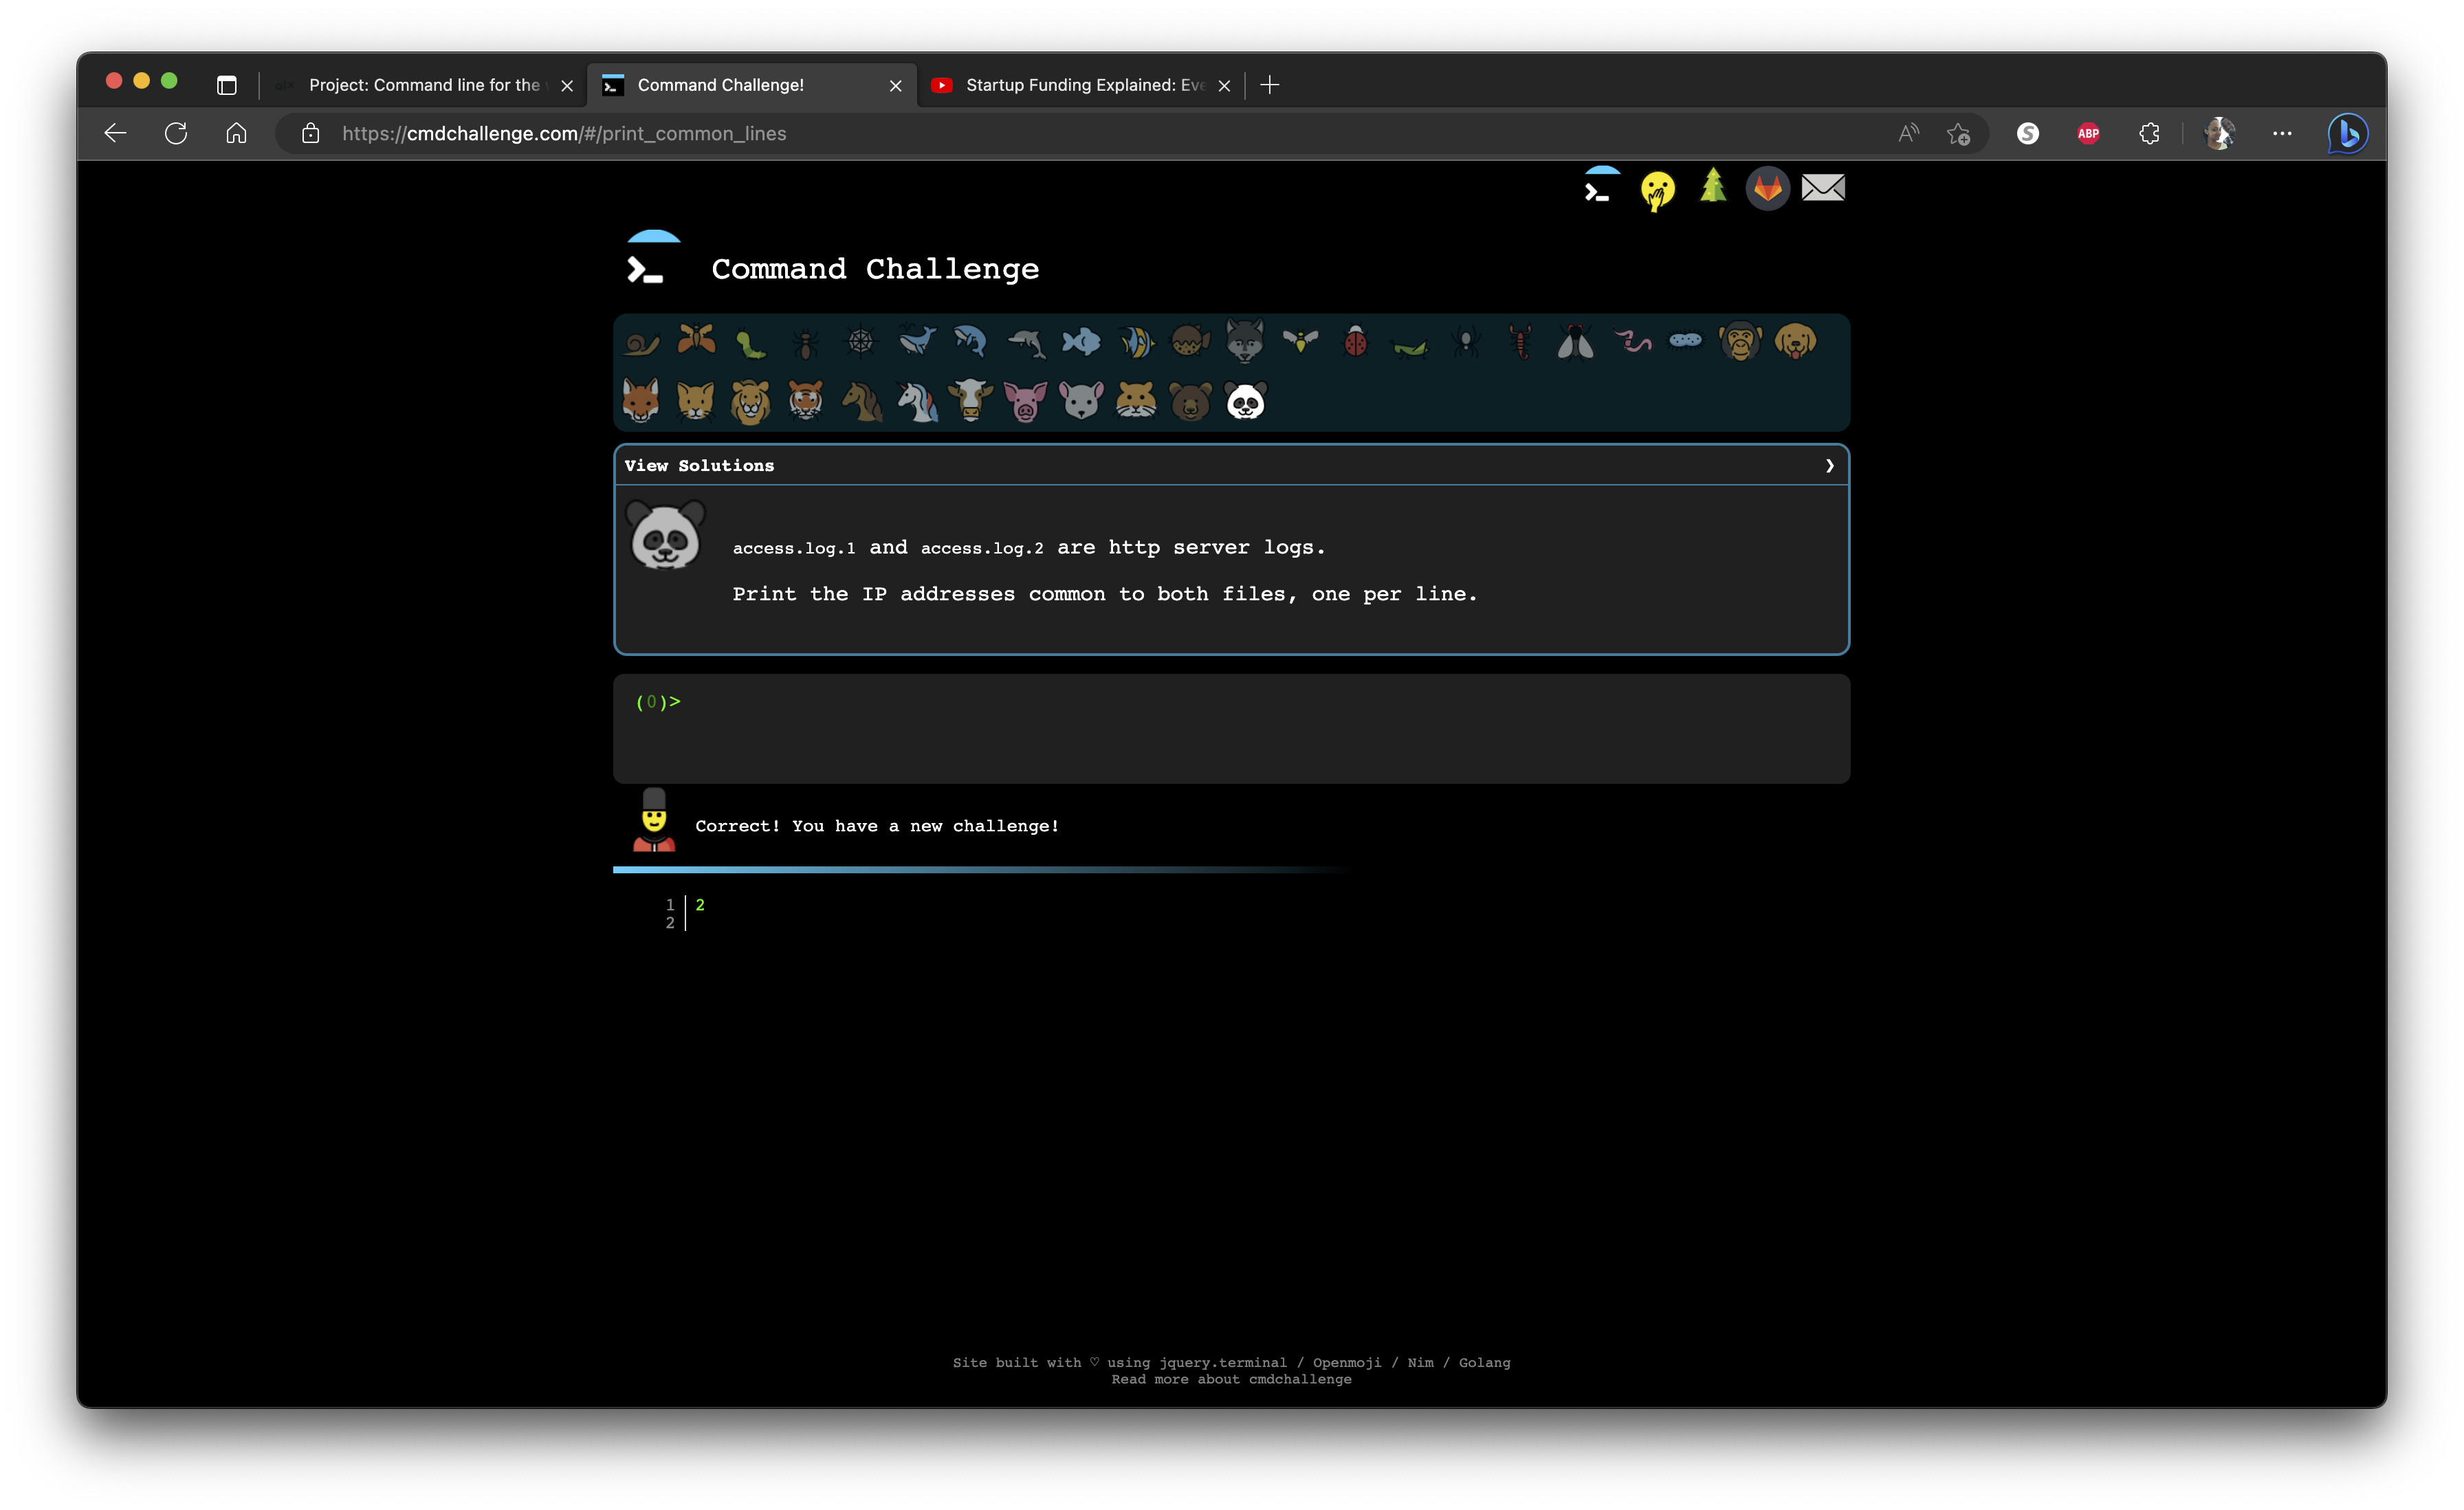 Project: Command line for the
Command Challenge!
Startup Funding Explained: Eve
https://cmdchallenge.com/#/print_common_lines
ABP
Command Challenge
View Solutions
access.log.1 and access.log.2 are http server logs.
Print the IP addresses common to both files, one per line.
(0)>
Correct! You have a new challenge!
1 2
2
Site built with ♡ using jquery.terminal / Openmoji / Nim / Golang
Read more about cmdchallenge